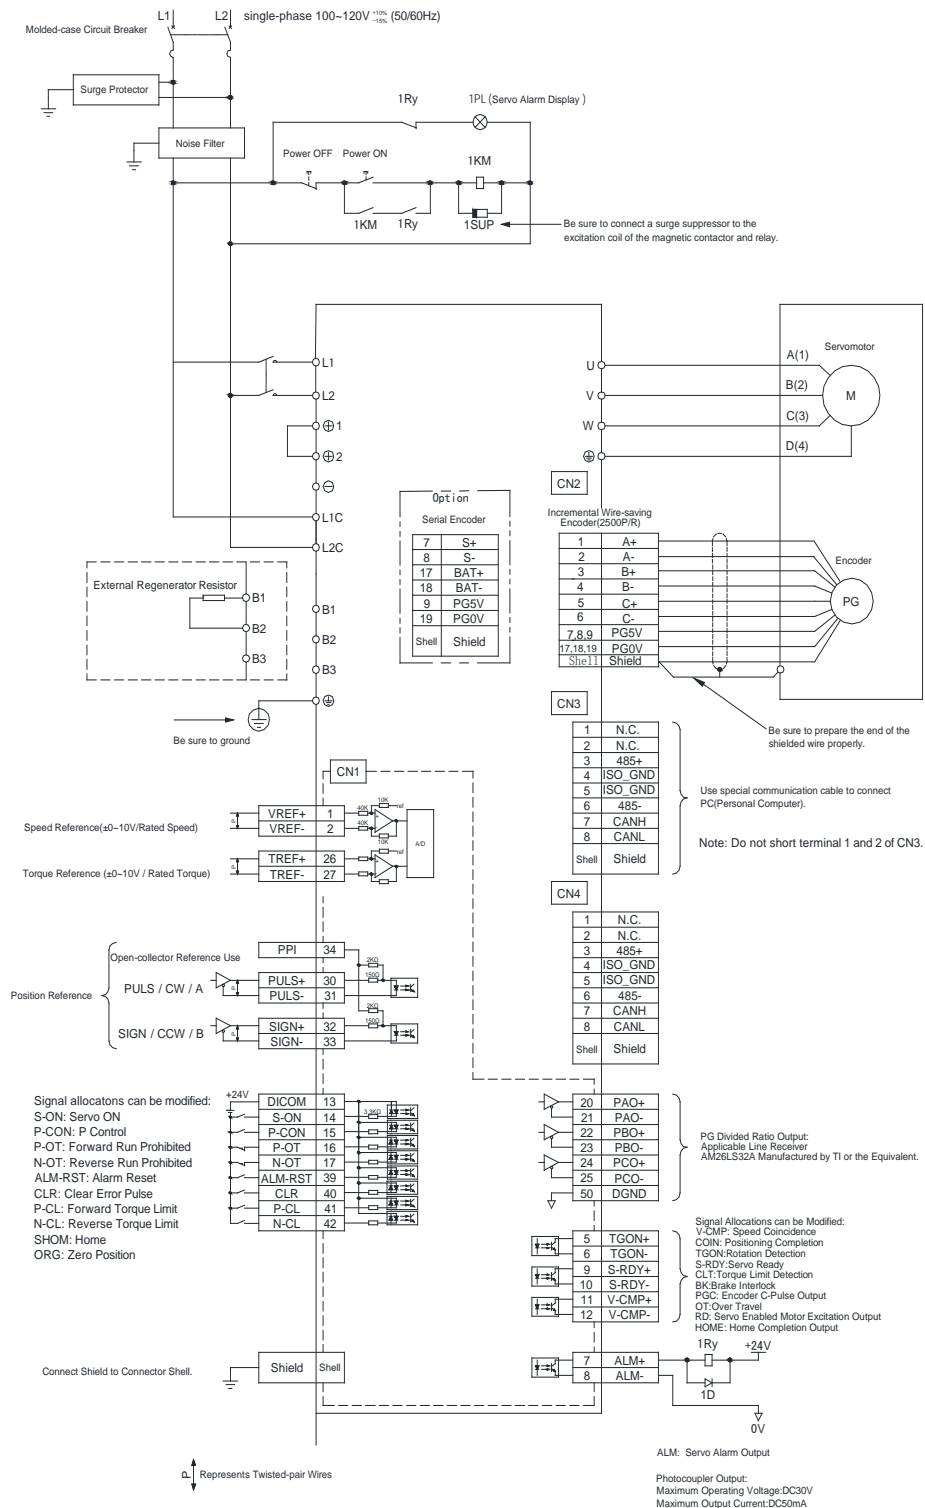 L1
L2
single-phase 100~120V +10% -15% (50/60Hz)
Molded-case Circuit Breaker
Surge Protector
Noise Filter
1Ry
1PL (Servo Alarm Display )
Power OFF
Power ON
1KM
1KM
1Ry
1SUP
Be sure to connect a surge suppressor to the
excitation coil of the magnetic contactor and relay.
L1
L2
1
2
L1C
L2C
B1
B2
B3
External Regenerator Resistor
B1
B2
B3
Be sure to ground
U
V
W
A(1)
B(2)
C(3)
D(4)
Servomotor
M
CN2
Option
Serial Encoder
7 S+
8 S-
17 BAT+
18 BAT-
9 PG5V
19 PG0V
Shell Shield
Incremental Wire-saving
Encoder(2500P/R)
1 A+
2 A-
3 B+
4 B-
5 C+
6 C-
7,8,9 PG5V
17,18,19 PG0V
Shell Shield
Encoder
PG
Be sure to prepare the end of the
shielded wire properly.
CN3
1 N.C.
2 N.C.
3 485+
4 ISO_GND
5 ISO_GND
6 485-
7 CANH
8 CANL
Shell Shield
Use special communication cable to connect
PC(Personal Computer).
Note: Do not short terminal 1 and 2 of CN3.
CN4
1 N.C.
2 N.C.
3 485+
4 ISO_GND
5 ISO_GND
6 485-
7 CANH
8 CANL
Shell Shield
CN1
Speed Reference(±0~10V/Rated Speed)
P
VREF+ 1
VREF- 2
40K
40K
10K
ref
10K
A/D
Torque Reference (±0~10V / Rated Torque)
P
TREF+ 26
TREF- 27
ref
Position Reference
Open-collector Reference Use
PPI 34
PULS / CW / A
P
PULS+ 30
PULS- 31
2KΩ
150Ω
SIGN / CCW / B
P
SIGN+ 32
SIGN- 33
2KΩ
150Ω
Signal allocatons can be modified:
S-ON: Servo ON
P-CON: P Control
P-OT: Forward Run Prohibited
N-OT: Reverse Run Prohibited
ALM-RST: Alarm Reset
CLR: Clear Error Pulse
P-CL: Forward Torque Limit
N-CL: Reverse Torque Limit
SHOM: Home
ORG: Zero Position
+24V
DICOM 13
S-ON 14
P-CON 15
P-OT 16
N-OT 17
ALM-RST 39
CLR 40
P-CL 41
N-CL 42
3.3KΩ
20 PAO+
21 PAO-
22 PBO+
23 PBO-
24 PCO+
25 PCO-
50 DGND
PG Divided Ratio Output:
Applicable Line Receiver
AM26LS32A Manufactured by TI or the Equivalent.
5 TGON+
6 TGON-
9 S-RDY+
10 S-RDY-
11 V-CMP+
12 V-CMP-
Signal Allocations can be Modified:
V-CMP: Speed Coincidence
COIN: Positioning Completion
TGON:Rotation Detection
S-RDY:Servo Ready
CLT:Torque Limit Detection
BK:Brake Interlock
PGC: Encoder C-Pulse Output
OT:Over Travel
RD: Servo Enabled Motor Excitation Output
HOME: Home Completion Output
7 ALM+
8 ALM-
1Ry
+24V
1D
0V
Connect Shield to Connector Shell.
Shield Shell
ALM: Servo Alarm Output
P Represents Twisted-pair Wires
Photocoupler Output:
Maximum Operating Voltage:DC30V
Maximum Output Current:DC50mA